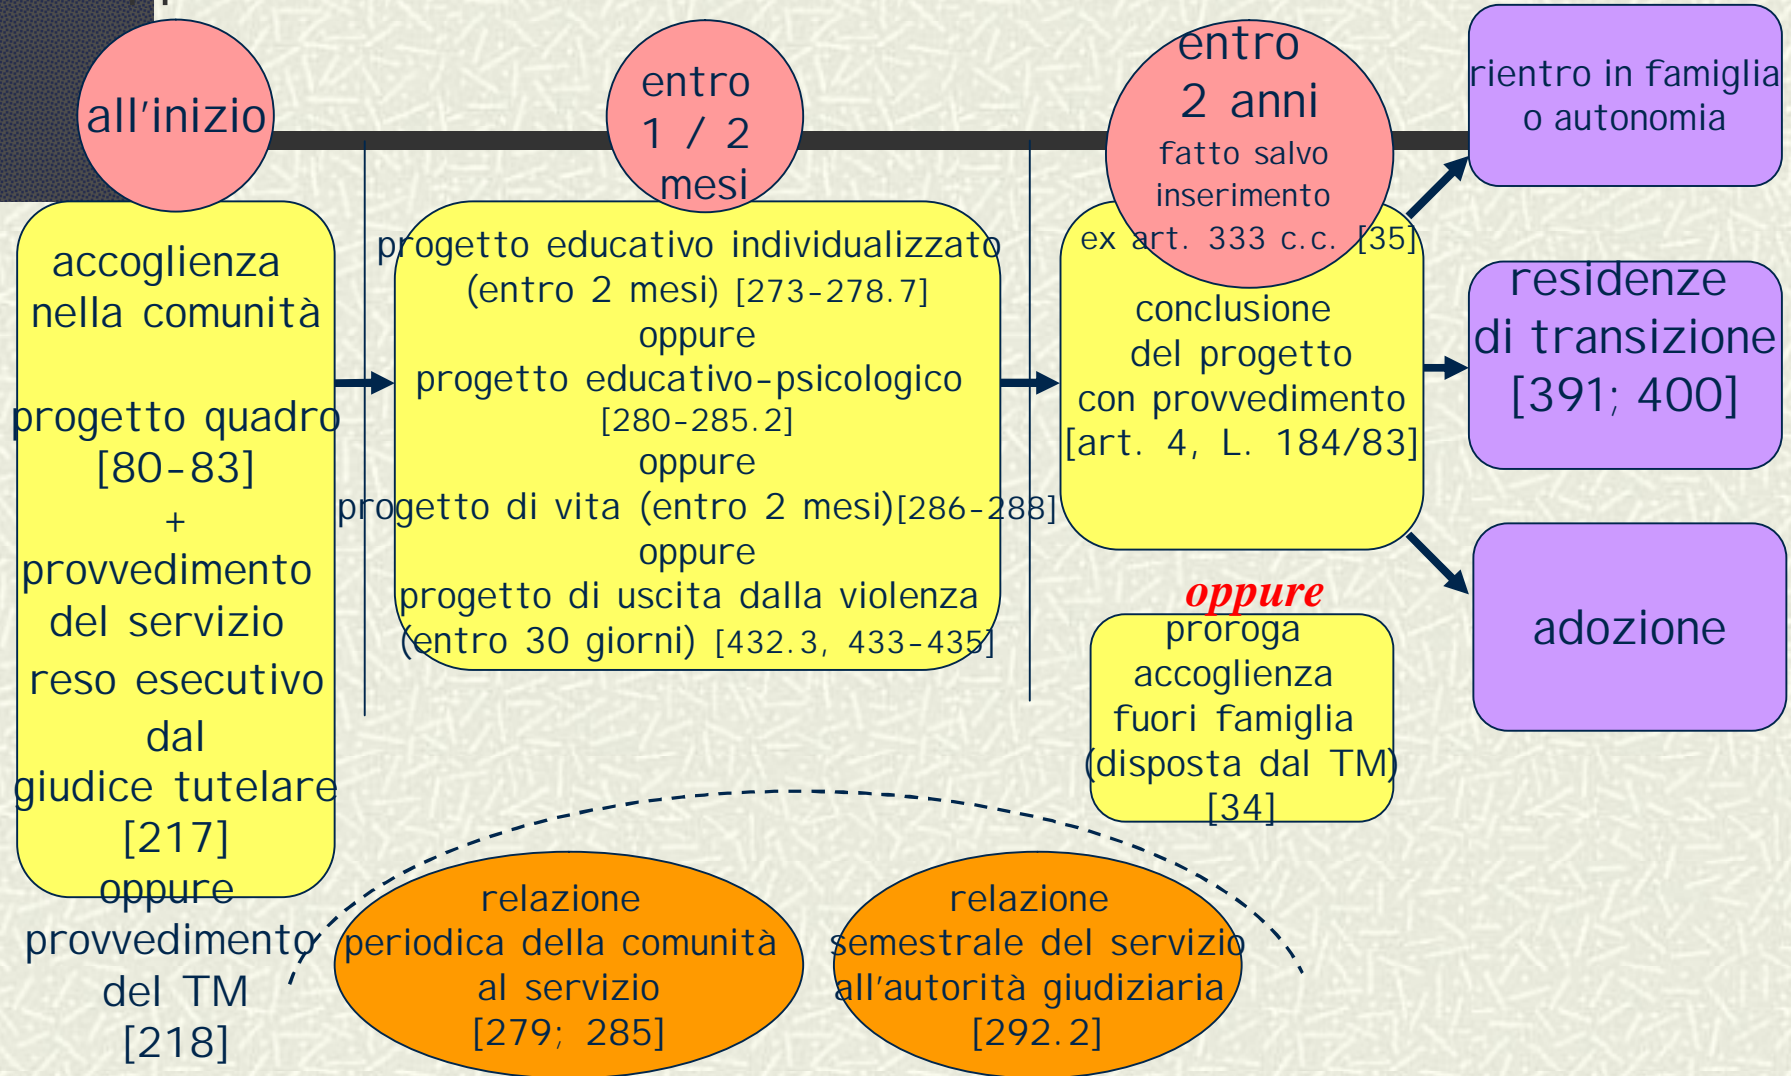 all'inizio
accoglienza
nella comunità
progetto quadro
[80-83]
+
provvedimento
del servizio
reso esecutivo
dal
giudice tutelare
[217]
oppure
provvedimento
del TM
[218]
entro
1 / 2
mesi
progetto educativo individualizzato
(entro 2 mesi) [273-278.7]
oppure
progetto educativo-psicologico
[280-285.2]
oppure
progetto di vita (entro 2 mesi)[286-288]
oppure
progetto di uscita dalla violenza
(entro 30 giorni) [432.3, 433-435]
entro
2 anni
fatto salvo
inserimento
ex art. 333 c.c. [35]
conclusione
del progetto
con provvedimento
[art. 4, L. 184/83]
oppure
proroga
accoglienza
fuori famiglia
(disposta dal TM)
[34]
rientro in famiglia
o autonomia
residenze
di transizione
[391; 400]
adozione
relazione
periodica della comunità
al servizio
[279; 285]
relazione
semestrale del servizio
all'autorità giudiziaria
[292.2]